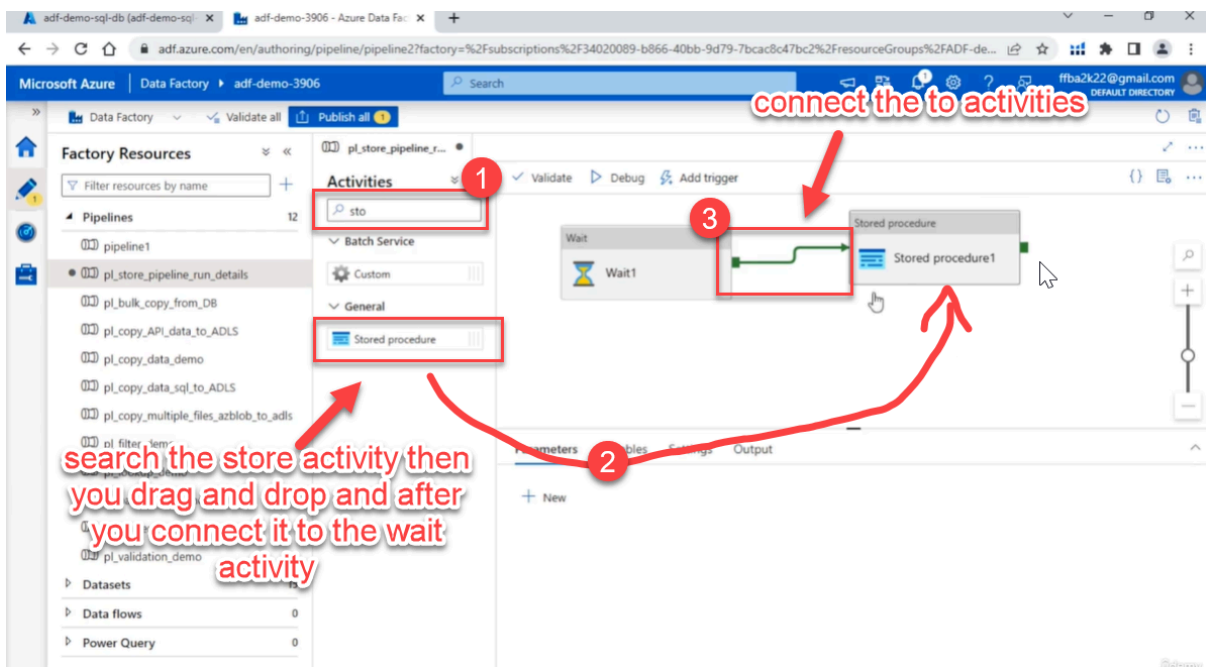 adf-demo-sql-db (adf-demo-sql-
adf-demo-3906 - Azure Data Fac
adf.azure.com/en/authoring/pipeline/pipeline2?factory=%2Fsubscriptions%2F34020089-b866-40bb-9d79-7bcac8c47bc2%2FresourceGroups%2FADF-de...
Microsoft Azure
Data Factory
adf-demo-3906
Search
1
ffba2k22@gmail.com
DEFAULT DIRECTORY
connect the to activities
Data Factory
Validate all
Publish all 1
Factory Resources
Filter resources by name
Pipelines 12
pipeline1
pl_store_pipeline_run_details
pl_bulk_copy_from_DB
pl_copy_API_data_to_ADLS
pl_copy_data_demo
pl_copy_data_sql_to_ADLS
pl_copy_multiple_files_azblob_to_adls
pl_filter_demo
pl_lookup_demo
pl_validation_demo
Datasets 15
Data flows 0
Power Query 0
1
pl_store_pipeline_r...
Activities
1
sto
Batch Service
Custom
General
Stored procedure
search the store activity then
you drag and drop and after
you connect it to the wait
activity
Validate
Debug
Add trigger
{}
3
Wait
Wait1
Stored procedure
Stored procedure1
2
Parameters
Settings
Output
New